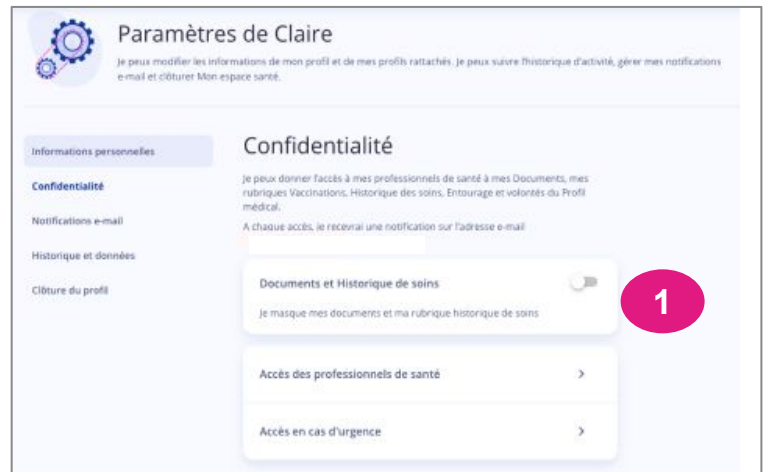 Paramètres de Claire
Je peux modifier les informations de mon profil et de mes profils rattachés. Je peux suivre l'historique d'activité, gérer mes notifications
e-mail et clôturer Mon espace santé.
Informations personnelles
Confidentialité
Notifications e-mail
Historique et données
Clôture du profil
Confidentialité
Je peux donner l'accès à mes professionnels de santé à mes Documents, mes
rubriques Vaccinations, Historique des soins, Entourage et volontés du Profil
médical.
A chaque accès, je recevrai une notification sur l'adresse e-mail
Documents et Historique de soins
Je masque mes documents et ma rubrique historique de soins
1
Accès des professionnels de santé
Accès en cas d'urgence